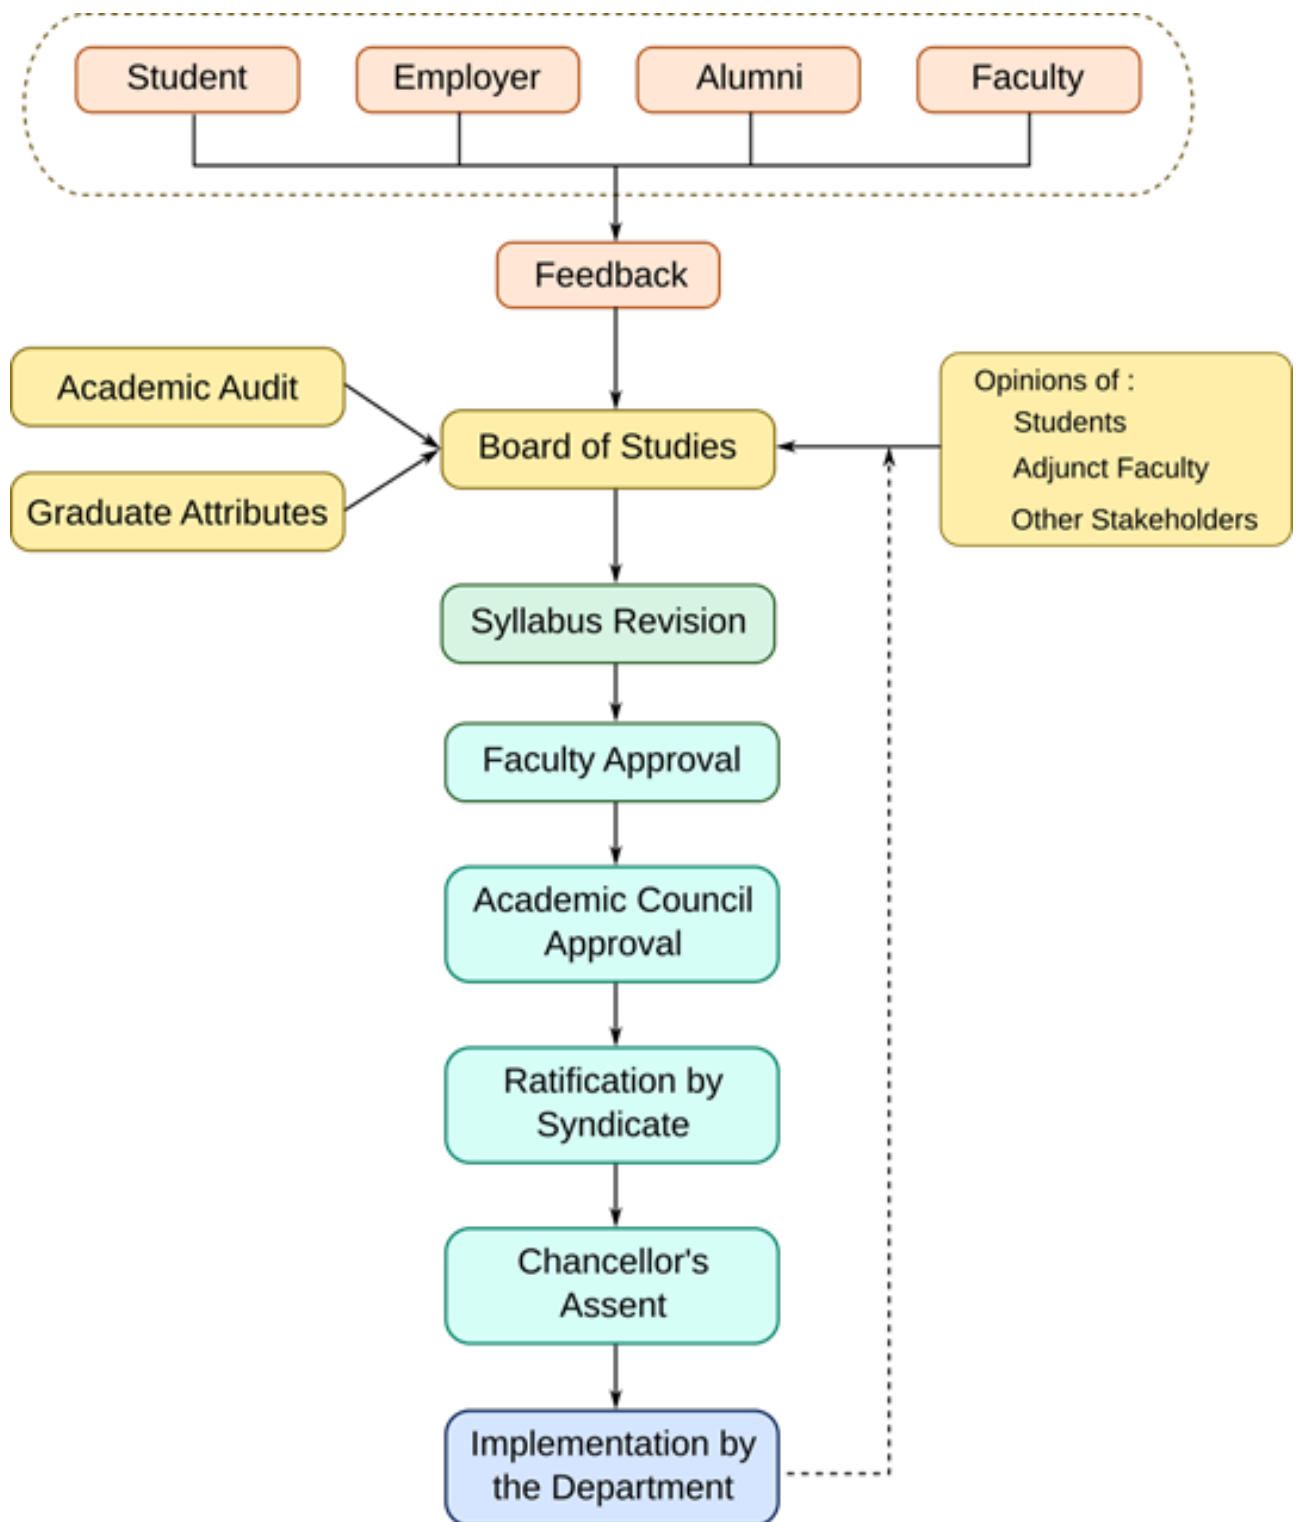 Student
Employer
Alumni
Faculty
Feedback
Academic Audit
Graduate Attributes
Board of Studies
Opinions of :
Students
Adjunct Faculty
Other Stakeholders
Syllabus Revision
Faculty Approval
Academic Council
Approval
Ratification by
Syndicate
Chancellor's
Assent
Implementation by
the Department